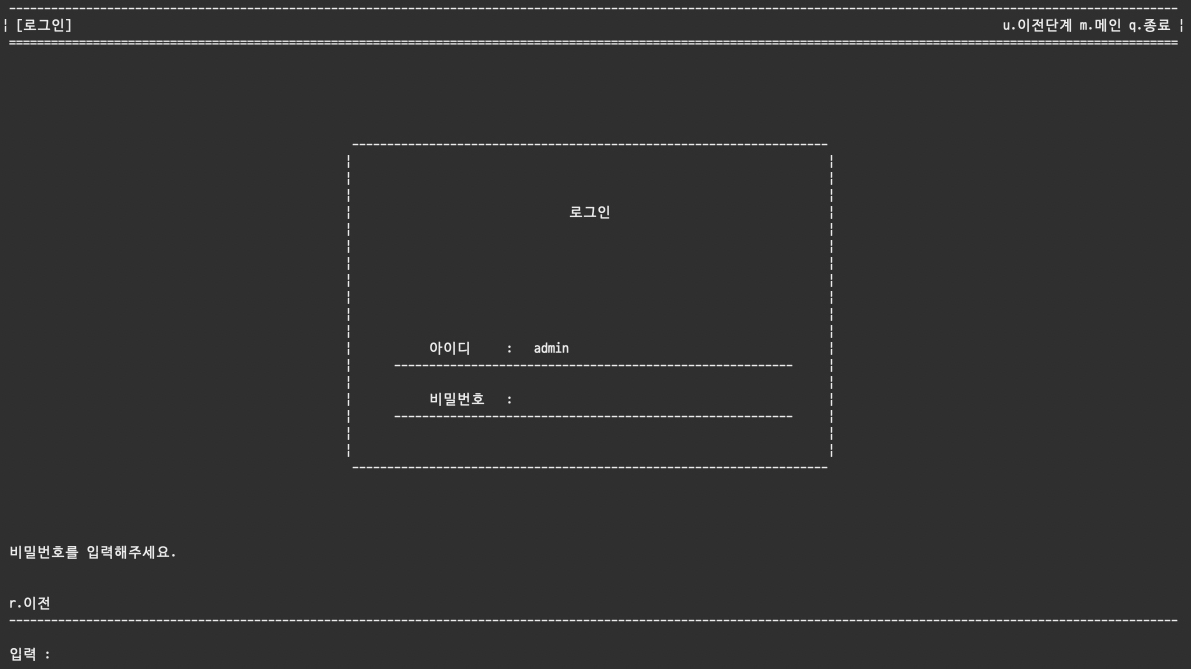 [로그인] u.이전단계 m.메인 q.종료
로그인
아이디 : admin
비밀번호 :
비밀번호를 입력해주세요.
r.이전
입력 :